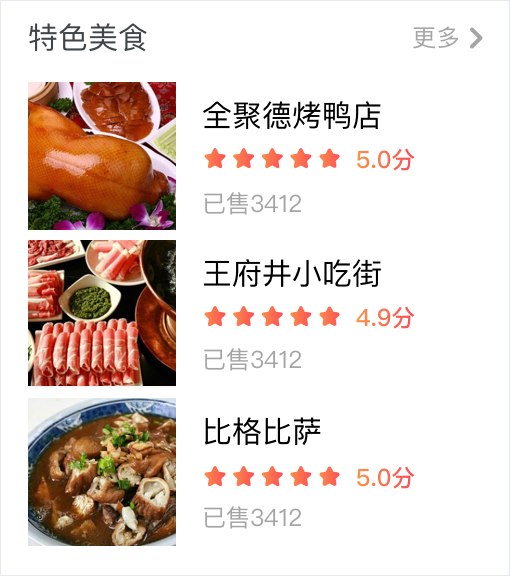 特色美食
更多
全聚德烤鸭店
5.0分
已售3412
王府井小吃街
4.9分
已售3412
比格比萨
5.0分
已售3412